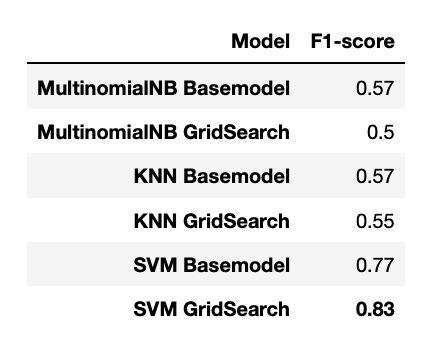 Model F1-score
MultinomialNB Basemodel 0.57
MultinomialNB GridSearch 0.5
KNN Basemodel 0.57
KNN GridSearch 0.55
SVM Basemodel 0.77
SVM GridSearch 0.83